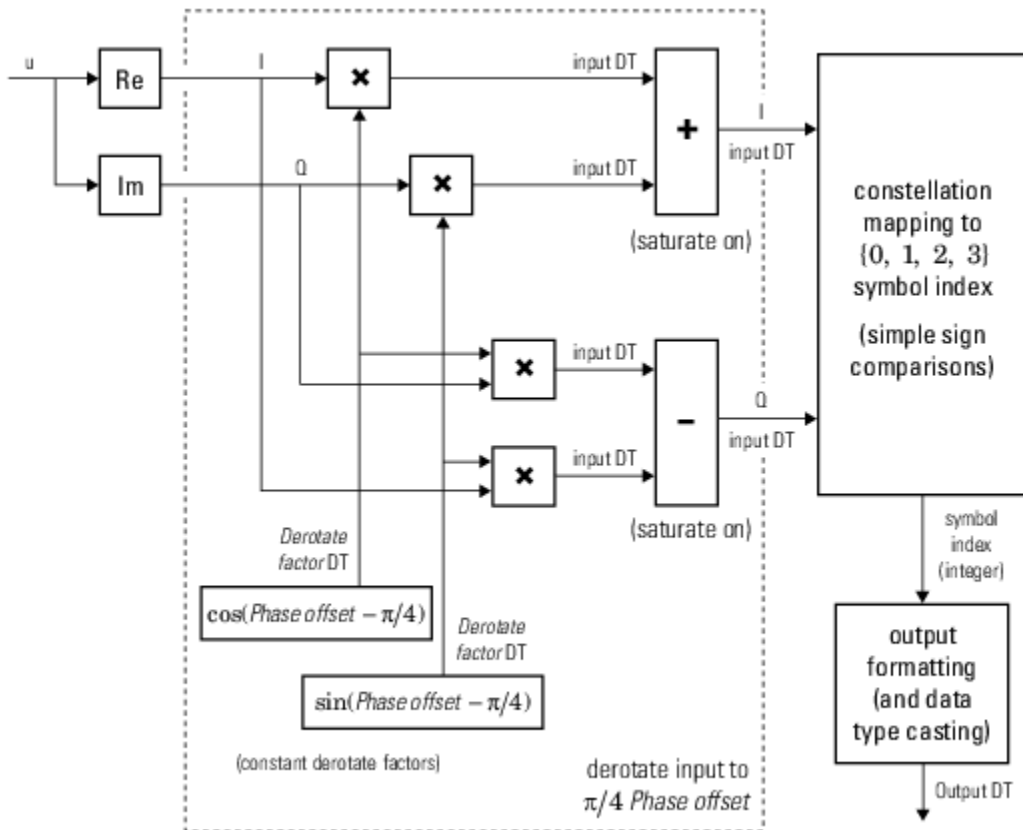 u
Re
I
×
input DT
+
I
input DT
Im
Q
×
input DT
(saturate on)
constellation
mapping to
{0, 1, 2, 3}
symbol index
(simple sign
comparisons)
×
input DT
−
Q
input DT
×
input DT
(saturate on)
Derotate
factor DT
cos(Phase offset − π/4)
Derotate
factor DT
sin(Phase offset − π/4)
(constant derotate factors)
derotate input to
π/4 Phase offset
symbol
index
(integer)
output
formatting
(and data
type casting)
Output DT